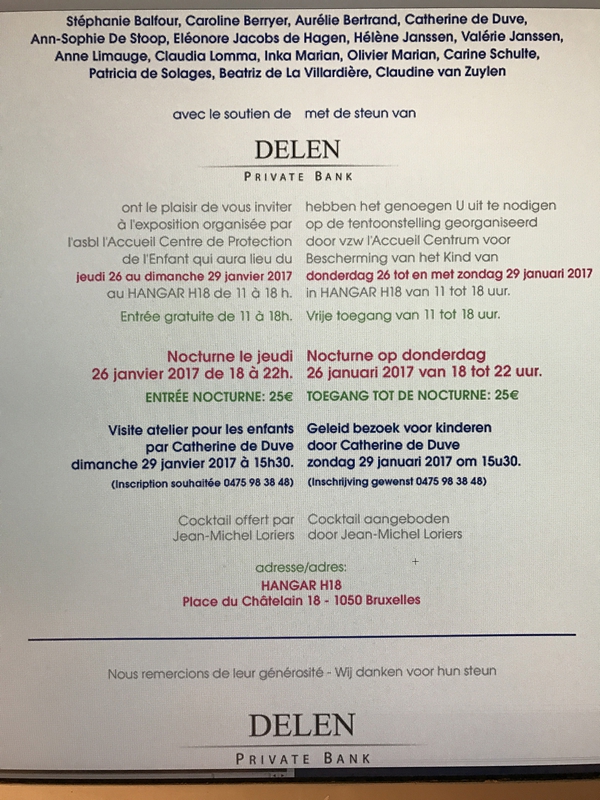 Stéphanie Balfour, Caroline Berryer, Aurélie Bertrand, Catherine de Duve,
Ann-Sophie De Stoop, Eléonore Jacobs de Hagen, Hélène Janssen, Valérie Janssen,
Anne Limauge, Claudia Lomma, Inka Marian, Olivier Marian, Carine Schulte,
Patricia de Solages, Beatriz de La Villardière, Claudine van Zuylen
avec le soutien de met de steun van
DELEN
PRIVATE BANK
ont le plaisir de vous inviter
à l'exposition organisée par
l'asbl l'Accueil Centre de Protection
de l'Enfant qui aura lieu du
jeudi 26 au dimanche 29 janvier 2017
au HANGAR H18 de 11 à 18 h.
Entrée gratuite de 11 à 18h.
hebben het genoegen U uit te nodigen
op de tentoonstelling georganiseerd
door vzw l'Accueil Centrum voor
Bescherming van het Kind van
donderdag 26 tot en met zondag 29 januari 2017
in HANGAR H18 van 11 tot 18 uur.
Vrije toegang van 11 tot 18 uur.
Nocturne le jeudi
26 janvier 2017 de 18 à 22h.
ENTRÉE NOCTURNE: 25€
Nocturne op donderdag
26 januari 2017 van 18 tot 22 uur.
TOEGANG TOT DE NOCTURNE: 25€
Visite atelier pour les enfants
par Catherine de Duve
dimanche 29 janvier 2017 à 15h30.
(Inscription souhaitée 0475 98 38 48)
Geleid bezoek voor kinderen
door Catherine de Duve
zondag 29 januari 2017 om 15u30.
(Inschrijving gewenst 0475 98 38 48)
Cocktail offert par
Jean-Michel Loriers
Cocktail aangeboden
door Jean-Michel Loriers
adresse/adres:
HANGAR H18
Place du Châtelain 18 - 1050 Bruxelles
Nous remercions de leur générosité - Wij danken voor hun steun
DELEN
PRIVATE BANK